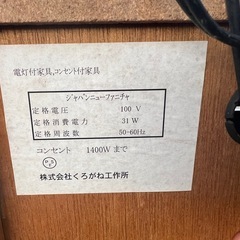 電灯付家具,コンセント付家具
ジャパンニューファニチャ
定格電圧 100 V
定格消費電力 31 W
定格周波数 50-60Hz
コンセント 1400Wまで
株式会社くろがね工作所